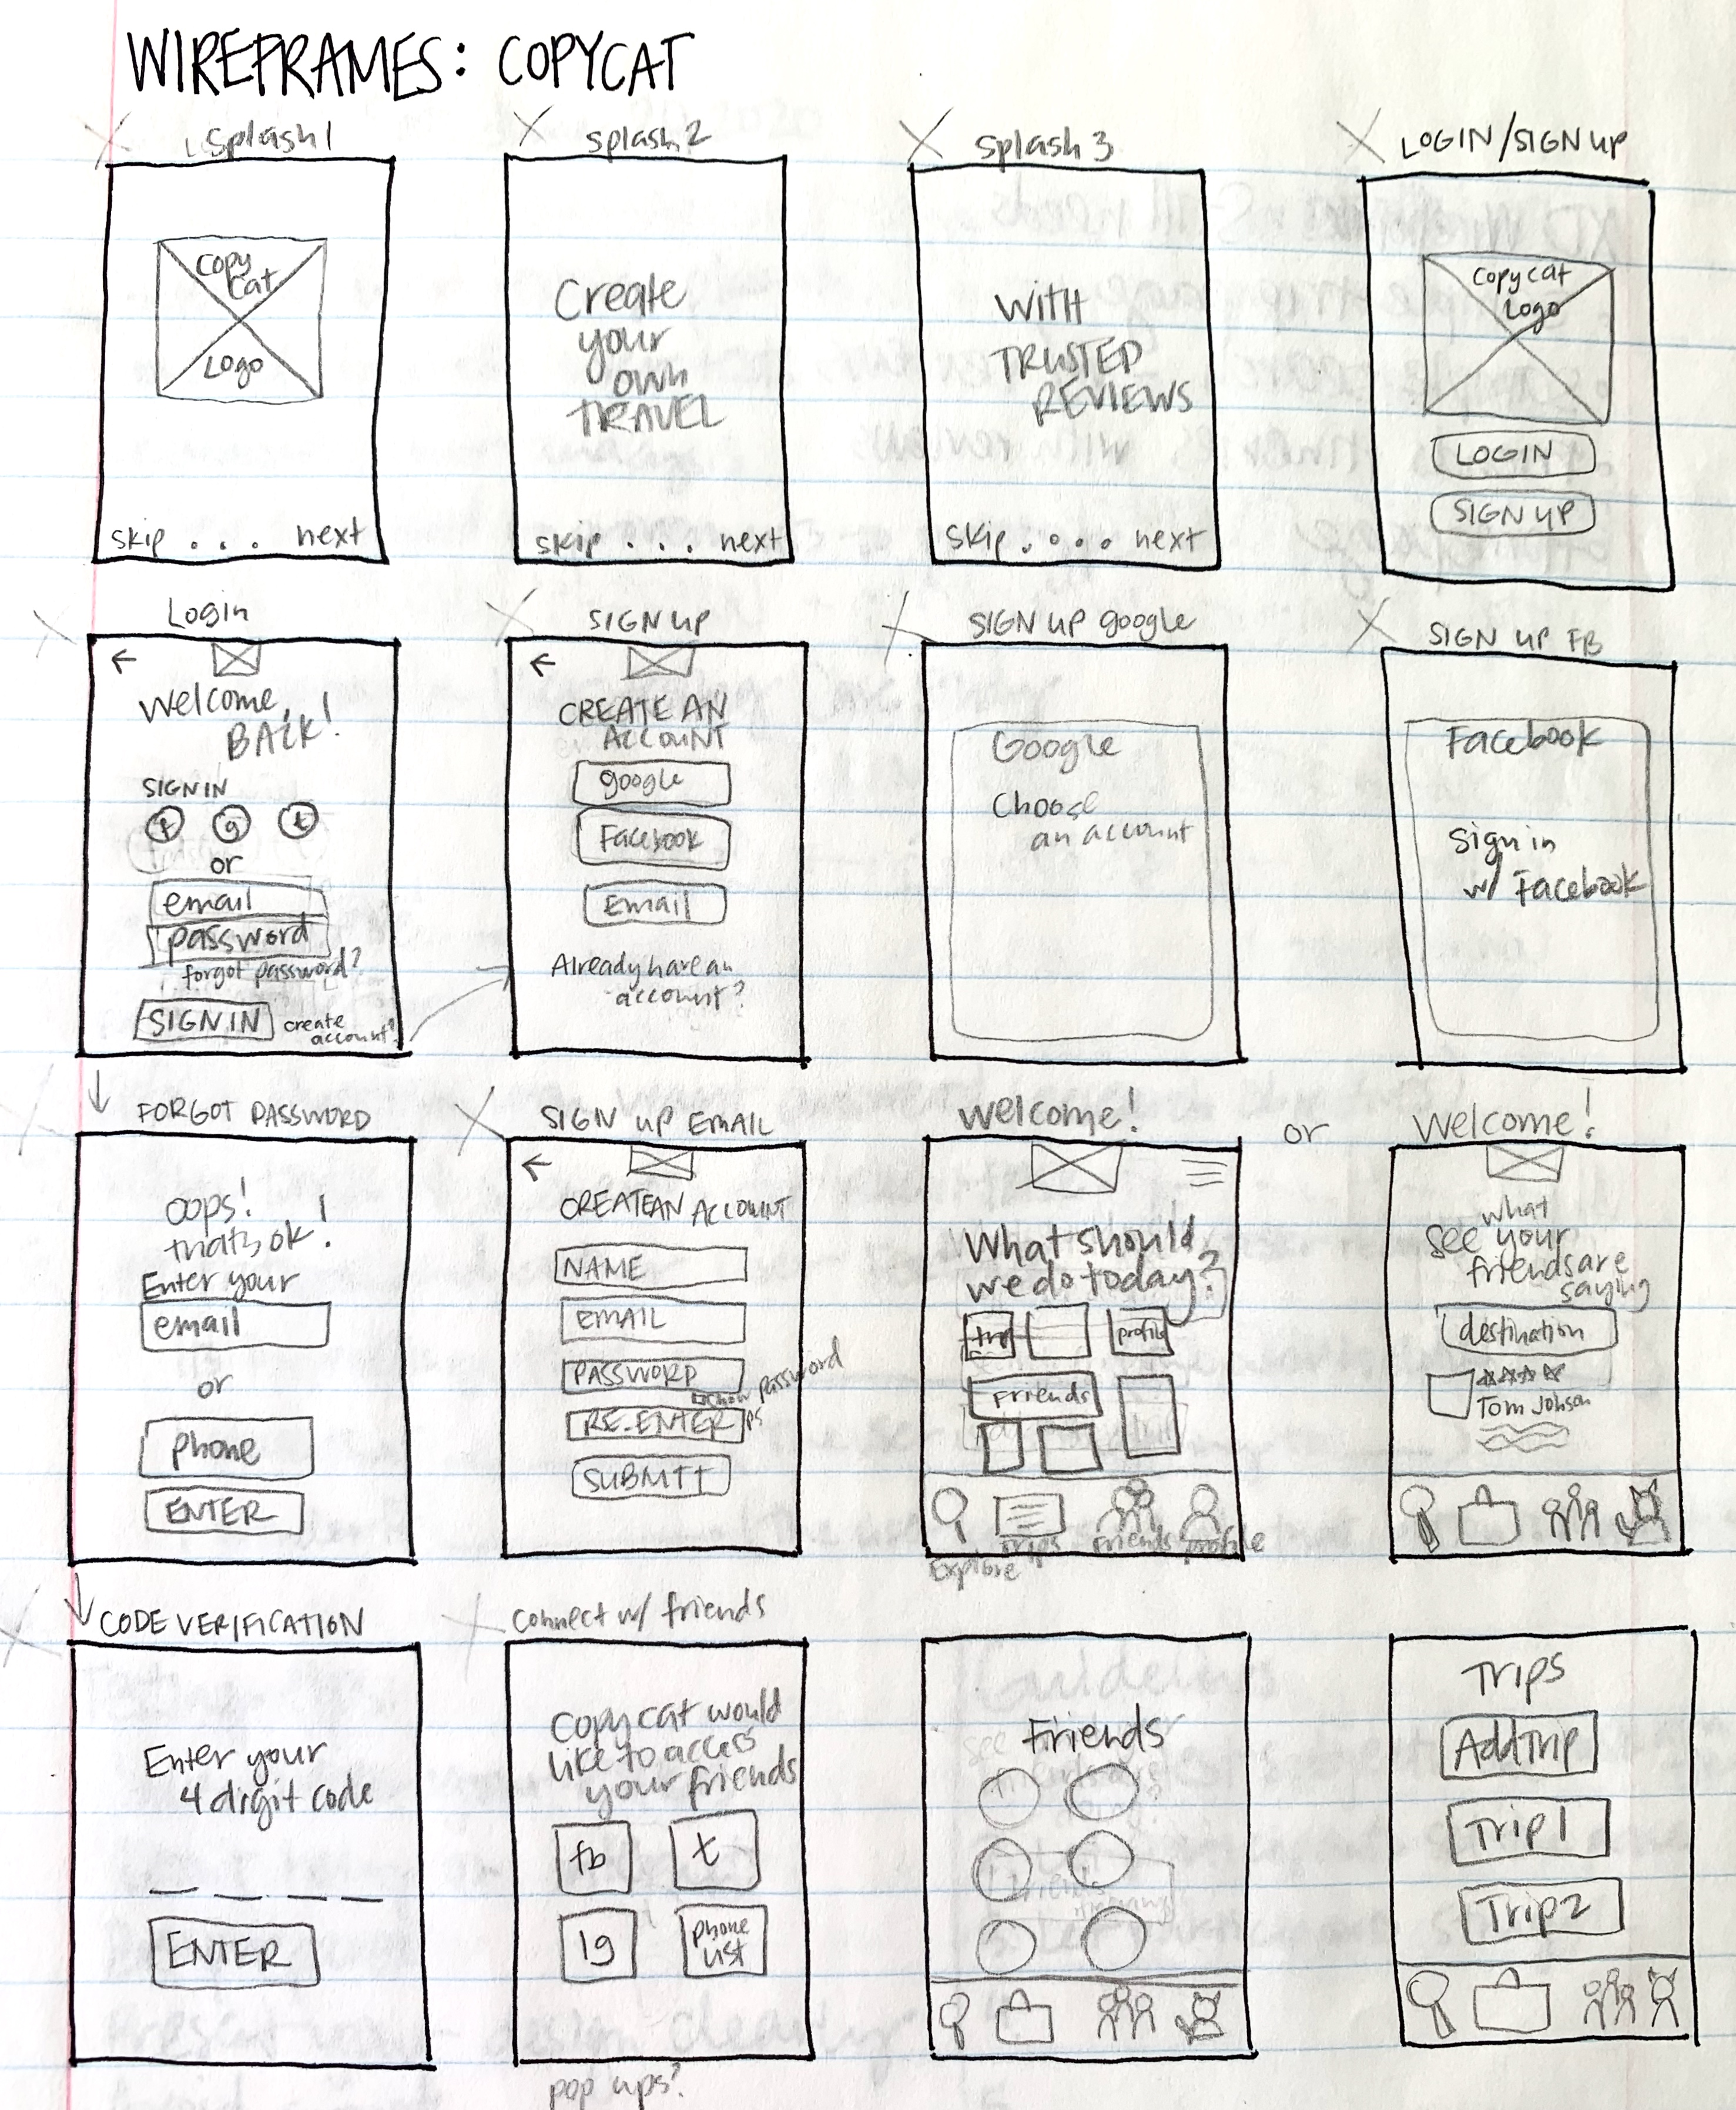 WIREFRAMES: COPYCAT
Splash 1
Copy
Cat
Logo
skip . . . next
Splash 2
Create
your
own
TRAVEL
skip . . . next
Splash 3
WITH
TRUSTED
REVIEWS
skip . . . . next
LOGIN/SIGN UP
Copy cat
Logo
LOGIN
SIGN UP
Login
←
Welcome,
BACK!
SIGN IN
f g t
or
email
password
forgot password?
SIGN IN
create
account?
SIGN UP
←
CREATE AN
ACCOUNT
google
Facebook
Email
Already have an
account?
SIGN UP google
Google
Choose
an account
SIGN UP FB
Facebook
Sign in
w/ Facebook
FORGOT PASSWORD
oops!
thats ok!
Enter your
email
or
phone
ENTER
SIGN UP EMAIL
←
CREATE AN ACCOUNT
NAME
EMAIL
PASSWORD
show password
RE-ENTER ps
SUBMIT
Welcome!
What should
we do today?
trip
profile
Friends
Explore Trips Friends profile
or
Welcome!
what
see your
friends are
saying
destination
Tom Johson
CODE VERIFICATION
Enter your
4 digit code
ENTER
Connect w/ friends
Copycat would
like to access
your friends
fb
t
Ig
phone
List
pop ups?
Friends
Trips
Add Trip
Trip 1
Trip 2